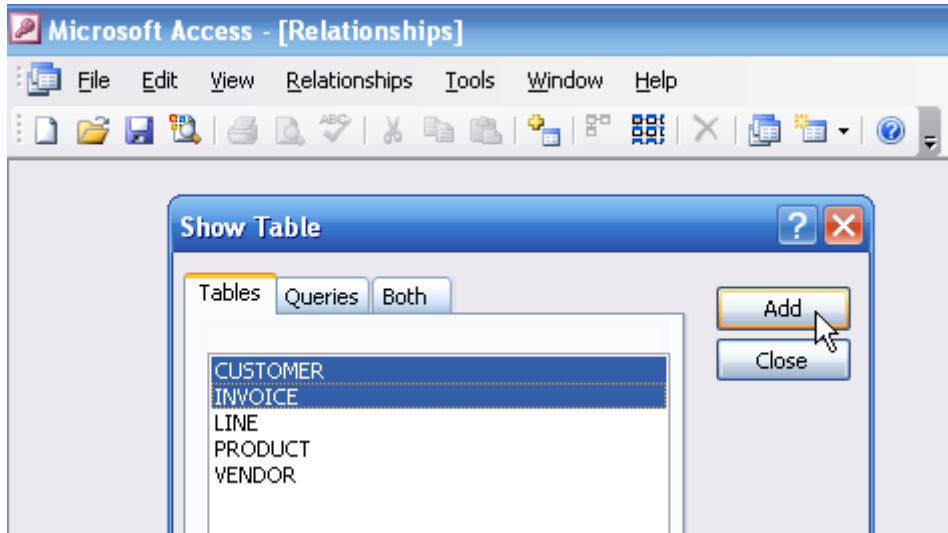 Microsoft Access - [Relationships]
File Edit View Relationships Tools Window Help
ABC
Show Table
Tables Queries Both
Add
Close
CUSTOMER
INVOICE
LINE
PRODUCT
VENDOR